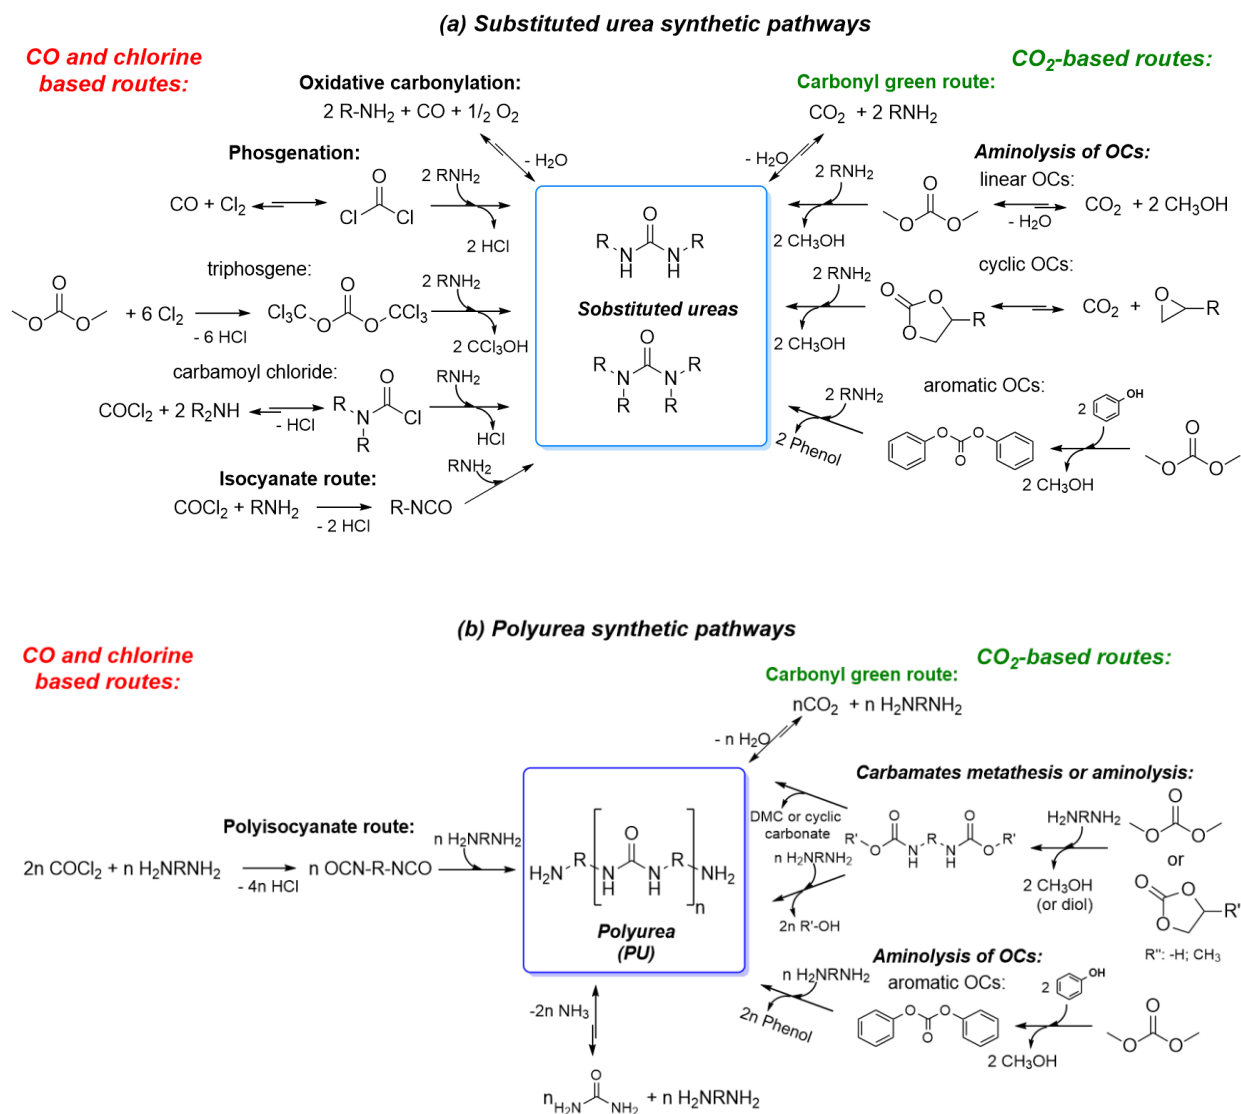 (a) Substituted urea synthetic pathways
CO and chlorine
based routes:
CO2-based routes:
Oxidative carbonylation:
2 R-NH2 + CO + 1/2 O2
- H2O
Carbonyl green route:
CO2 + 2 RNH2
- H2O
Phosgenation:
CO + Cl2
O
Cl Cl
2 RNH2
2 HCl
Aminolysis of OCs:
linear OCs:
2 RNH2
2 CH3OH
O
O O
- H2O
CO2 + 2 CH3OH
O
R N N R
H H
Sobstituted ureas
O
R N N R
R R
triphosgene:
O
O O
+ 6 Cl2
- 6 HCl
O
Cl3C O O CCl3
2 RNH2
2 CCl3OH
cyclic OCs:
2 RNH2
2 CH3OH
O O
O R
CO2 +
O
R
carbamoyl chloride:
COCl2 + 2 R2NH
- HCl
O
R N Cl
R
RNH2
HCl
aromatic OCs:
2 RNH2
2 Phenol
O O
O
2 OH
2 CH3OH
O
O O
Isocyanate route:
COCl2 + RNH2
- 2 HCl
R-NCO
RNH2
(b) Polyurea synthetic pathways
CO and chlorine
based routes:
CO2-based routes:
Carbonyl green route:
nCO2 + n H2NRNH2
- n H2O
Polyisocyanate route:
2n COCl2 + n H2NRNH2
- 4n HCl
n OCN-R-NCO
n H2NRNH2
O
H2N R N N R NH2
H H
n
Polyurea
(PU)
Carbamates metathesis or aminolysis:
DMC or cyclic
carbonate
n H2NRNH2
2n R'-OH
O O
R' O N R N O R'
H H
H2NRNH2
2 CH3OH
(or diol)
O
O O
or
O O
O R'
R'': -H; CH3
Aminolysis of OCs:
aromatic OCs:
n H2NRNH2
2n Phenol
O O
O
2 OH
2 CH3OH
O
O O
-2n NH3
O
n H2N NH2 + n H2NRNH2